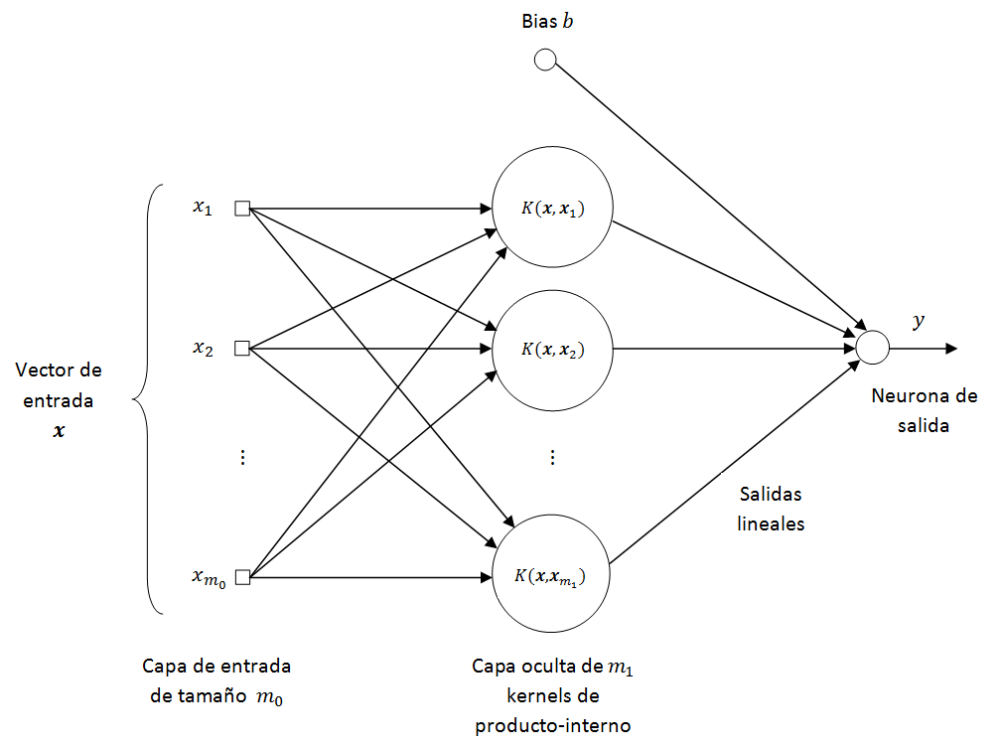 Bias b
x₁
K(x,x₁)
x₂
K(x,x₂)
y
Vector de
entrada
x
Neurona de
salida
⋮
⋮
Salidas
lineales
xₘ₀
K(x,xₘ₁)
Capa de entrada
de tamaño m₀
Capa oculta de m₁
kernels de
producto-interno